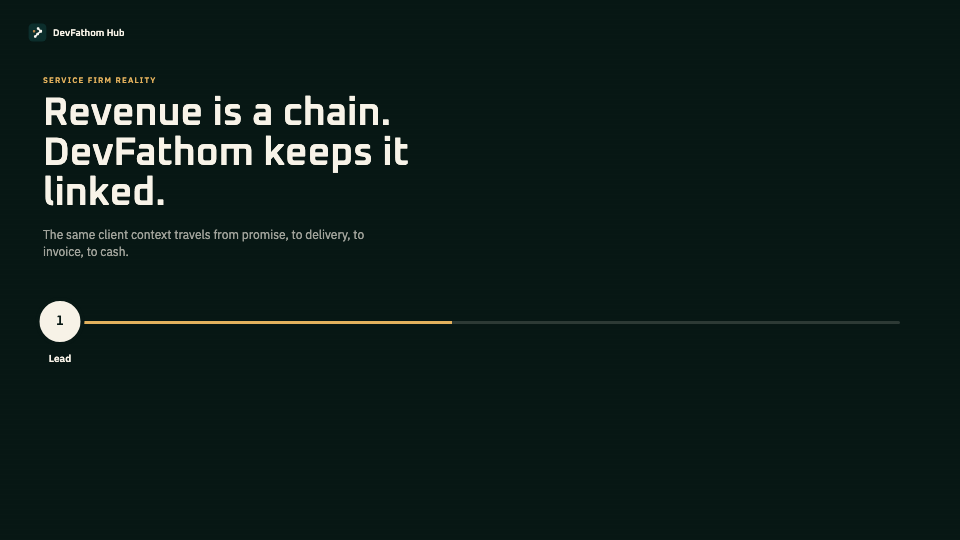 DevFathom Hub
SERVICE FIRM REALITY
Revenue is a chain.
DevFathom keeps it
linked.
The same client context travels from promise, to delivery, to
invoice, to cash.
1
Lead